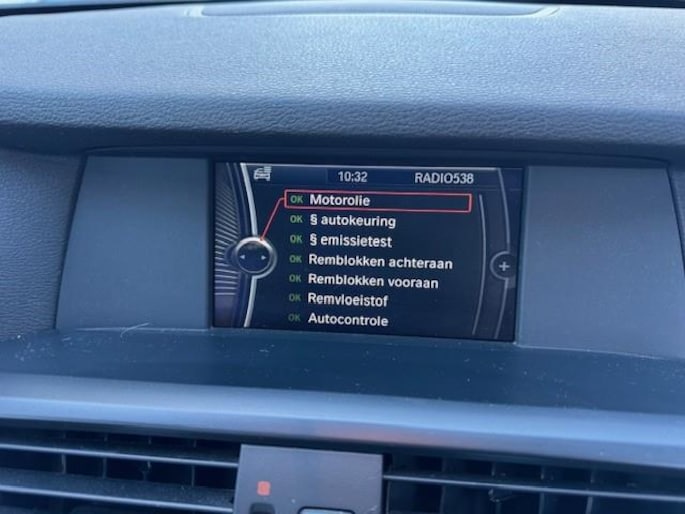 10:32 RADIO538
OK Motorolie
OK § autokeuring
OK § emissietest
OK Remblokken achteraan
OK Remblokken vooraan
OK Remvloeistof
OK Autocontrole